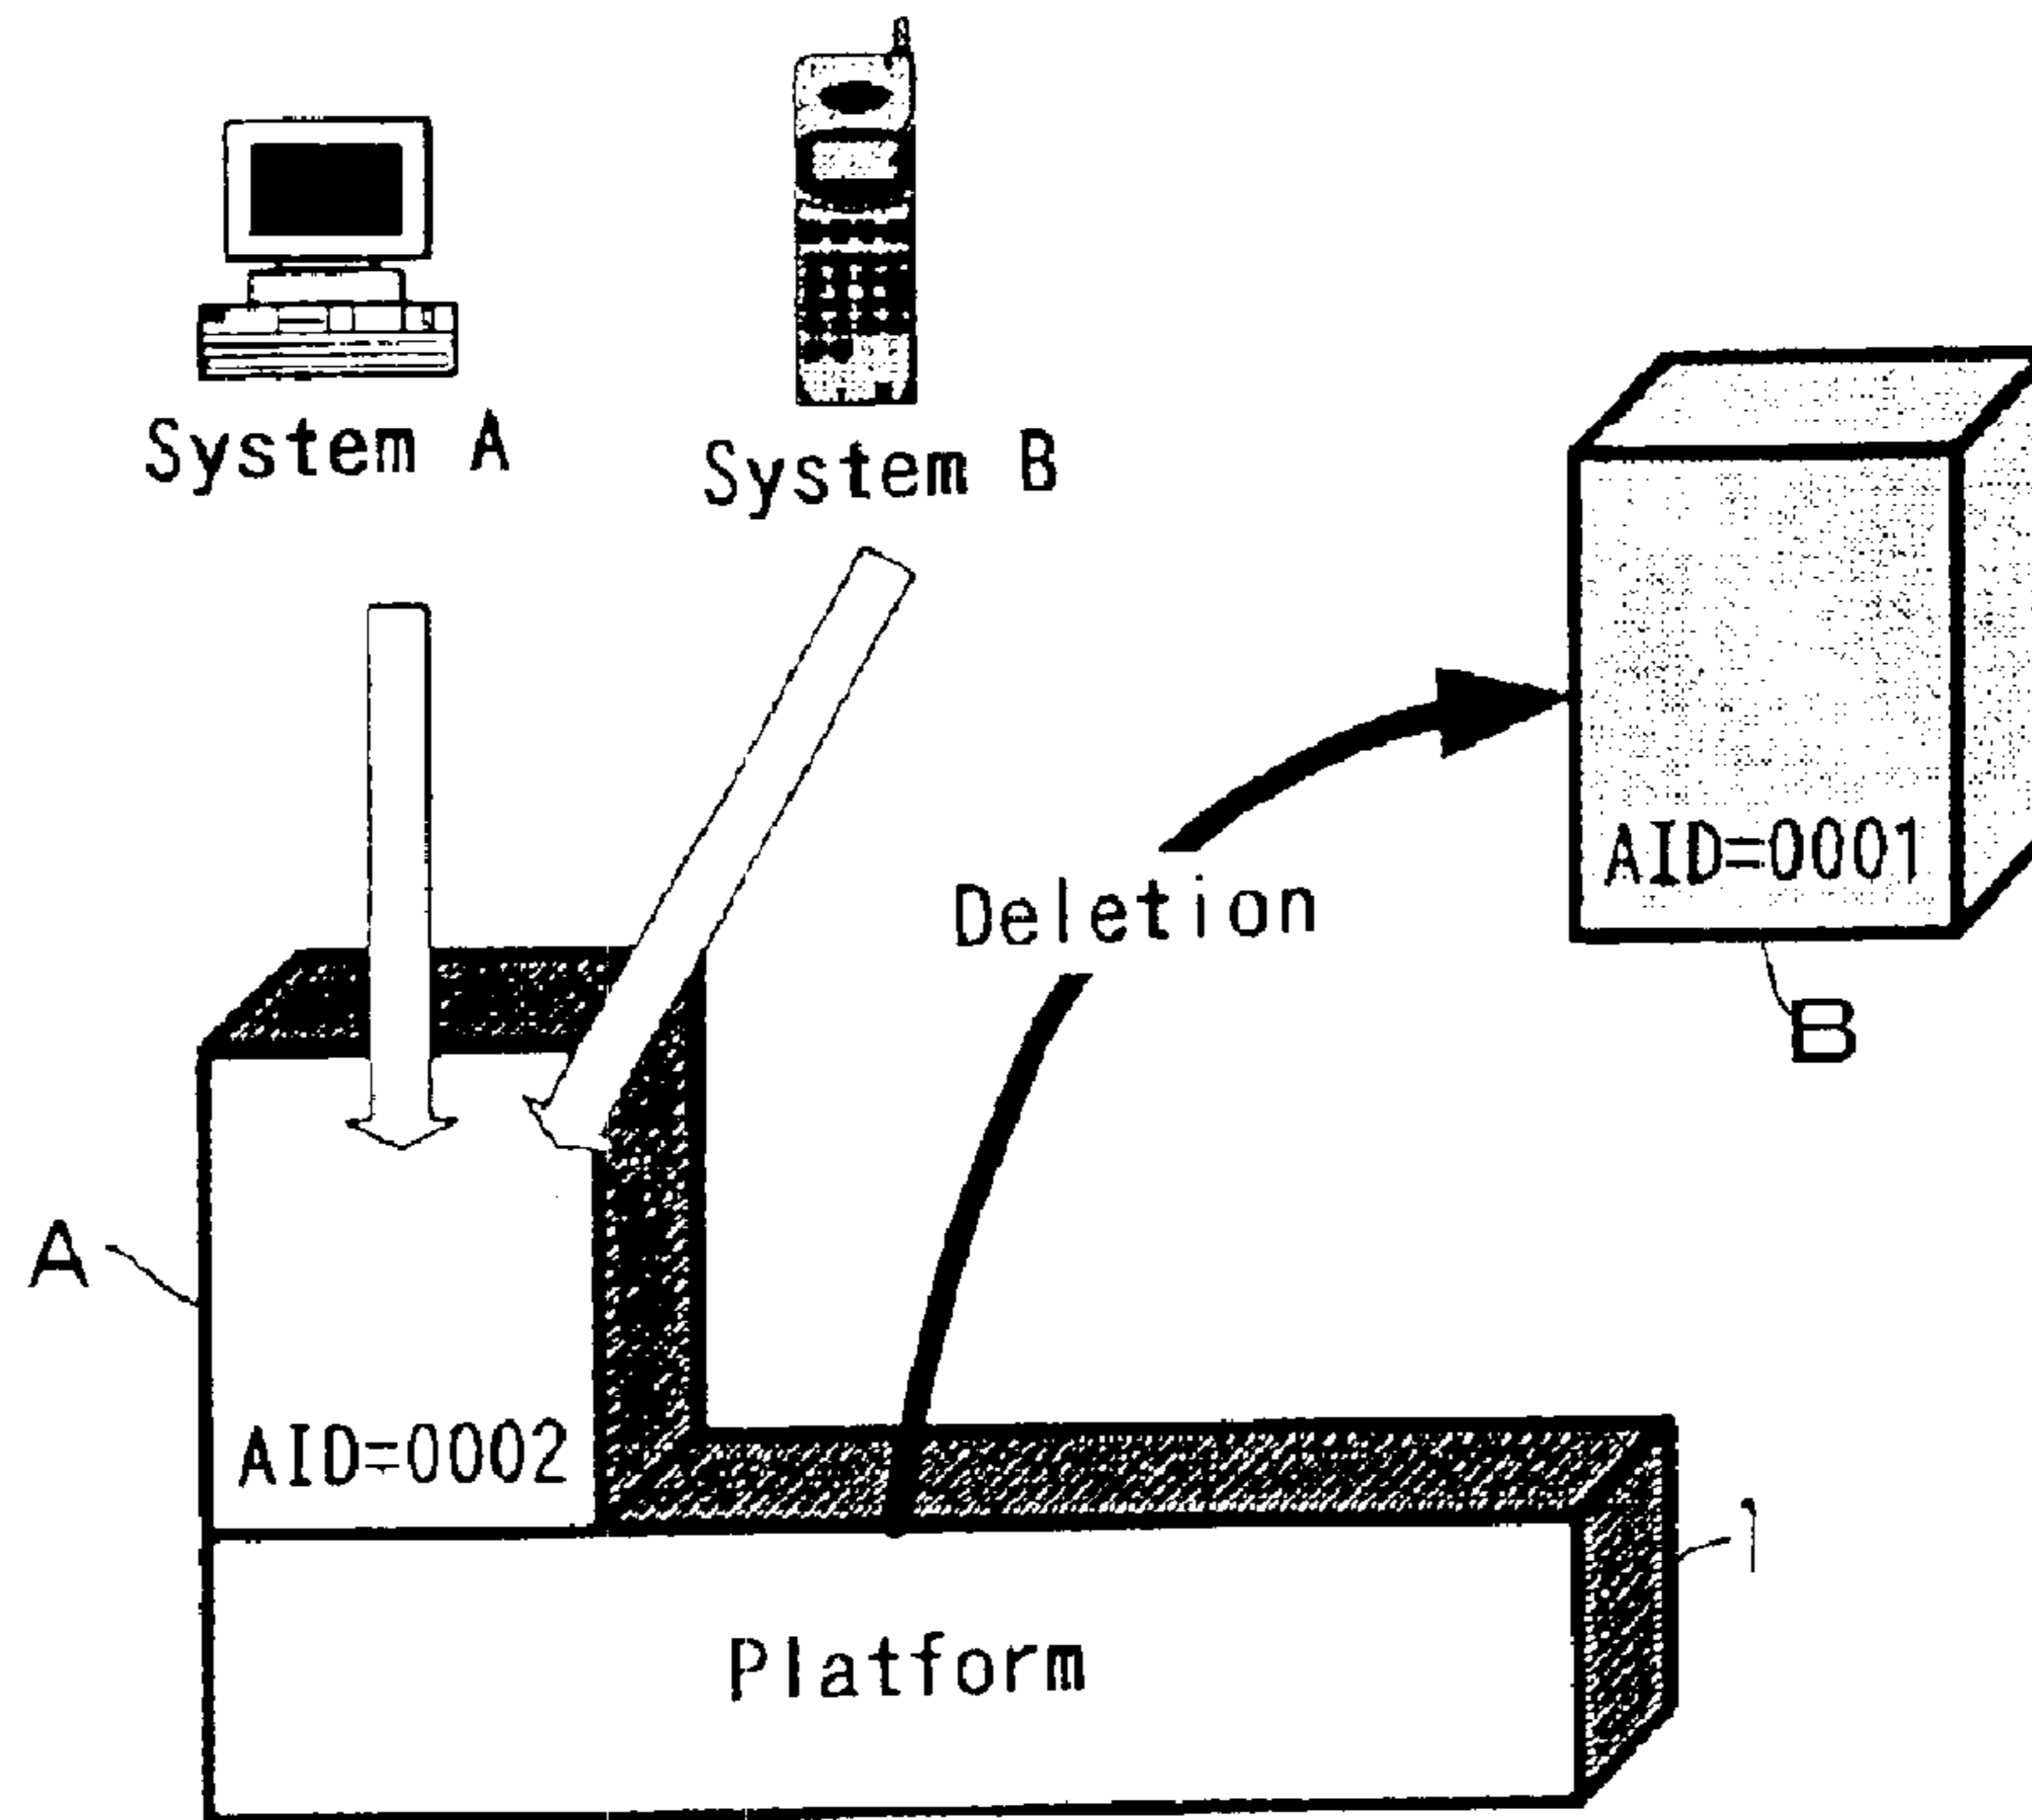 System A
System B
AID=0001
Deletion
B
A
AID=0002
1
Platform